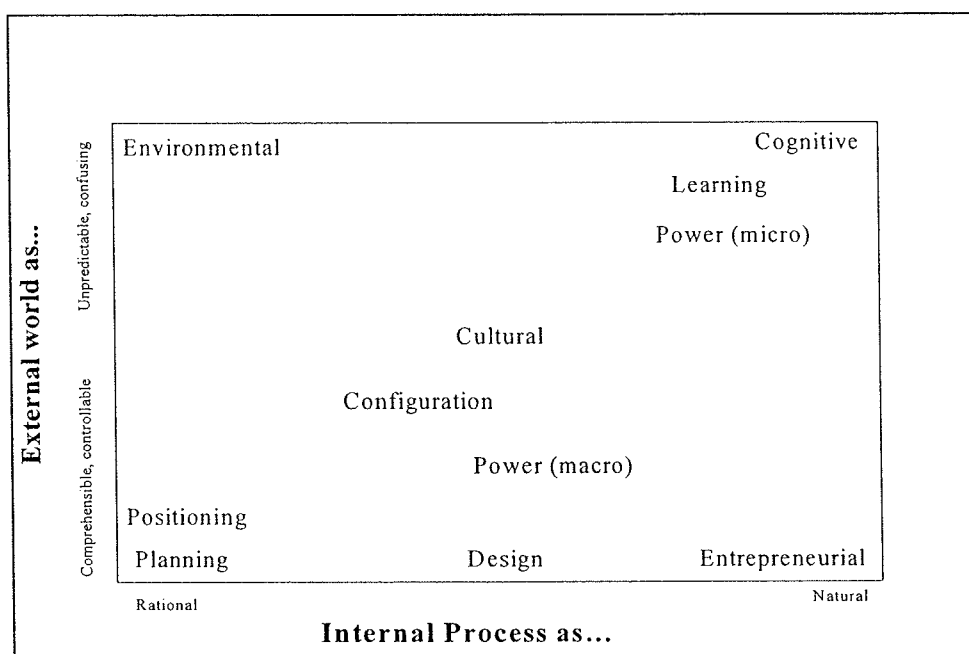 Environmental
Cognitive
Learning
Power (micro)
Cultural
Configuration
Power (macro)
Positioning
Planning
Design
Entrepreneurial
External world as...
Unpredictable, confusing
Comprehensible, controllable
Rational
Natural
Internal Process as...